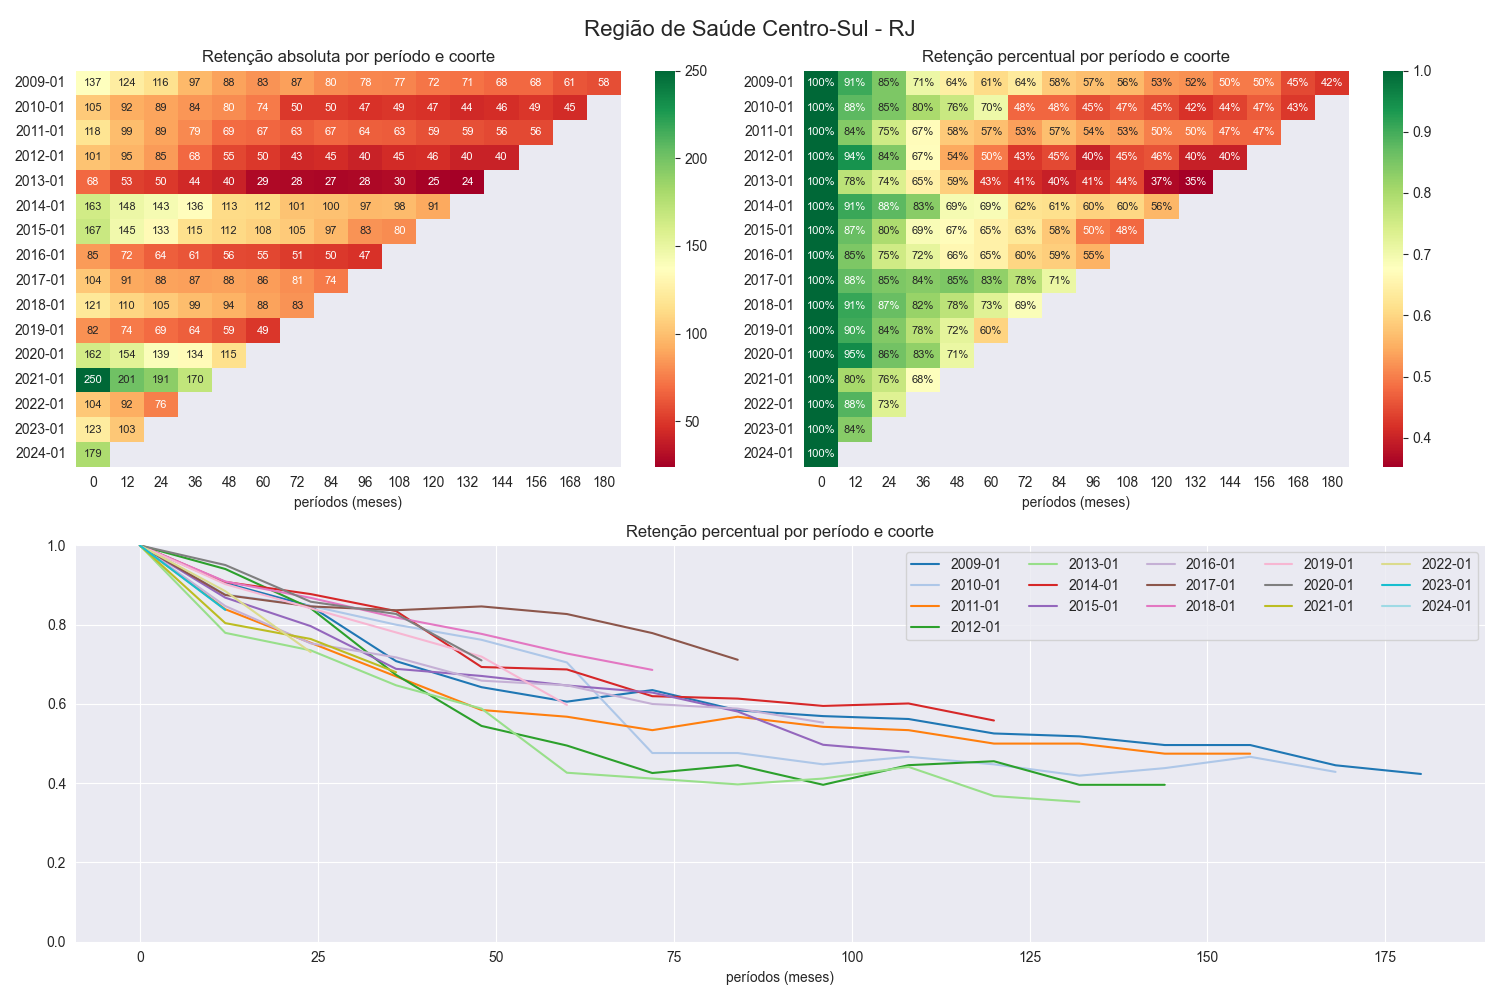 Região de Saúde Centro-Sul - RJ
Retenção absoluta por período e coorte
2009-01 137 124 116 97 88 83 87 80 78 77 72 71 68 68 61 58
2010-01 105 92 89 84 80 74 50 50 47 49 47 44 46 49 45
2011-01 118 99 89 79 69 67 63 67 64 63 59 59 56 56
2012-01 101 95 85 68 55 50 43 45 40 45 46 40 40
2013-01 68 53 50 44 40 29 28 27 28 30 25 24
2014-01 163 148 143 136 113 112 101 100 97 98 91
2015-01 167 145 133 115 112 108 105 97 83 80
2016-01 85 72 64 61 56 55 51 50 47
2017-01 104 91 88 87 88 86 81 74
2018-01 121 110 105 99 94 88 83
2019-01 82 74 69 64 59 49
2020-01 162 154 139 134 115
2021-01 250 201 191 170
2022-01 104 92 76
2023-01 123 103
2024-01 179
0 12 24 36 48 60 72 84 96 108 120 132 144 156 168 180
períodos (meses)
250
200
150
100
50
Retenção percentual por período e coorte
2009-01 100% 91% 85% 71% 64% 61% 64% 58% 57% 56% 53% 52% 50% 50% 45% 42%
2010-01 100% 88% 85% 80% 76% 70% 48% 48% 45% 47% 45% 42% 44% 47% 43%
2011-01 100% 84% 75% 67% 58% 57% 53% 57% 54% 53% 50% 50% 47% 47%
2012-01 100% 94% 84% 67% 54% 50% 43% 45% 40% 45% 46% 40% 40%
2013-01 100% 78% 74% 65% 59% 43% 41% 40% 41% 44% 37% 35%
2014-01 100% 91% 88% 83% 69% 69% 62% 61% 60% 60% 56%
2015-01 100% 87% 80% 69% 67% 65% 63% 58% 50% 48%
2016-01 100% 85% 75% 72% 66% 65% 60% 59% 55%
2017-01 100% 88% 85% 84% 85% 83% 78% 71%
2018-01 100% 91% 87% 82% 78% 73% 69%
2019-01 100% 90% 84% 78% 72% 60%
2020-01 100% 95% 86% 83% 71%
2021-01 100% 80% 76% 68%
2022-01 100% 88% 73%
2023-01 100% 84%
2024-01 100%
0 12 24 36 48 60 72 84 96 108 120 132 144 156 168 180
períodos (meses)
1.0
0.9
0.8
0.7
0.6
0.5
0.4
Retenção percentual por período e coorte
1.0
0.8
0.6
0.4
0.2
0.0
2009-01 2013-01 2016-01 2019-01 2022-01
2010-01 2014-01 2017-01 2020-01 2023-01
2011-01 2015-01 2018-01 2021-01 2024-01
2012-01
0 25 50 75 100 125 150 175
períodos (meses)